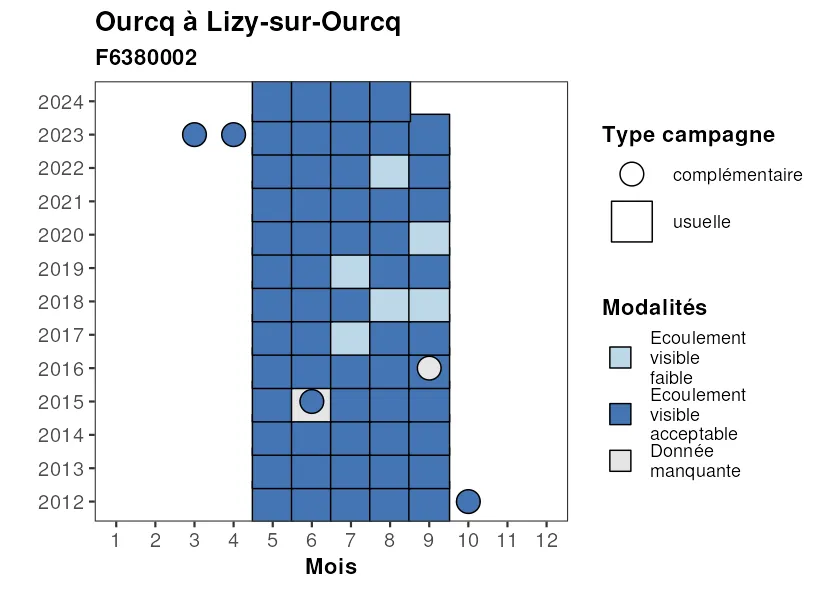 Ourcq à Lizy-sur-Ourcq
F6380002
2024
2023
2022
2021
2020
2019
2018
2017
2016
2015
2014
2013
2012
1 2 3 4 5 6 7 8 9 10 11 12
Mois
Type campagne
complémentaire
usuelle
Modalités
Ecoulement
visible
faible
Ecoulement
visible
acceptable
Donnée
manquante